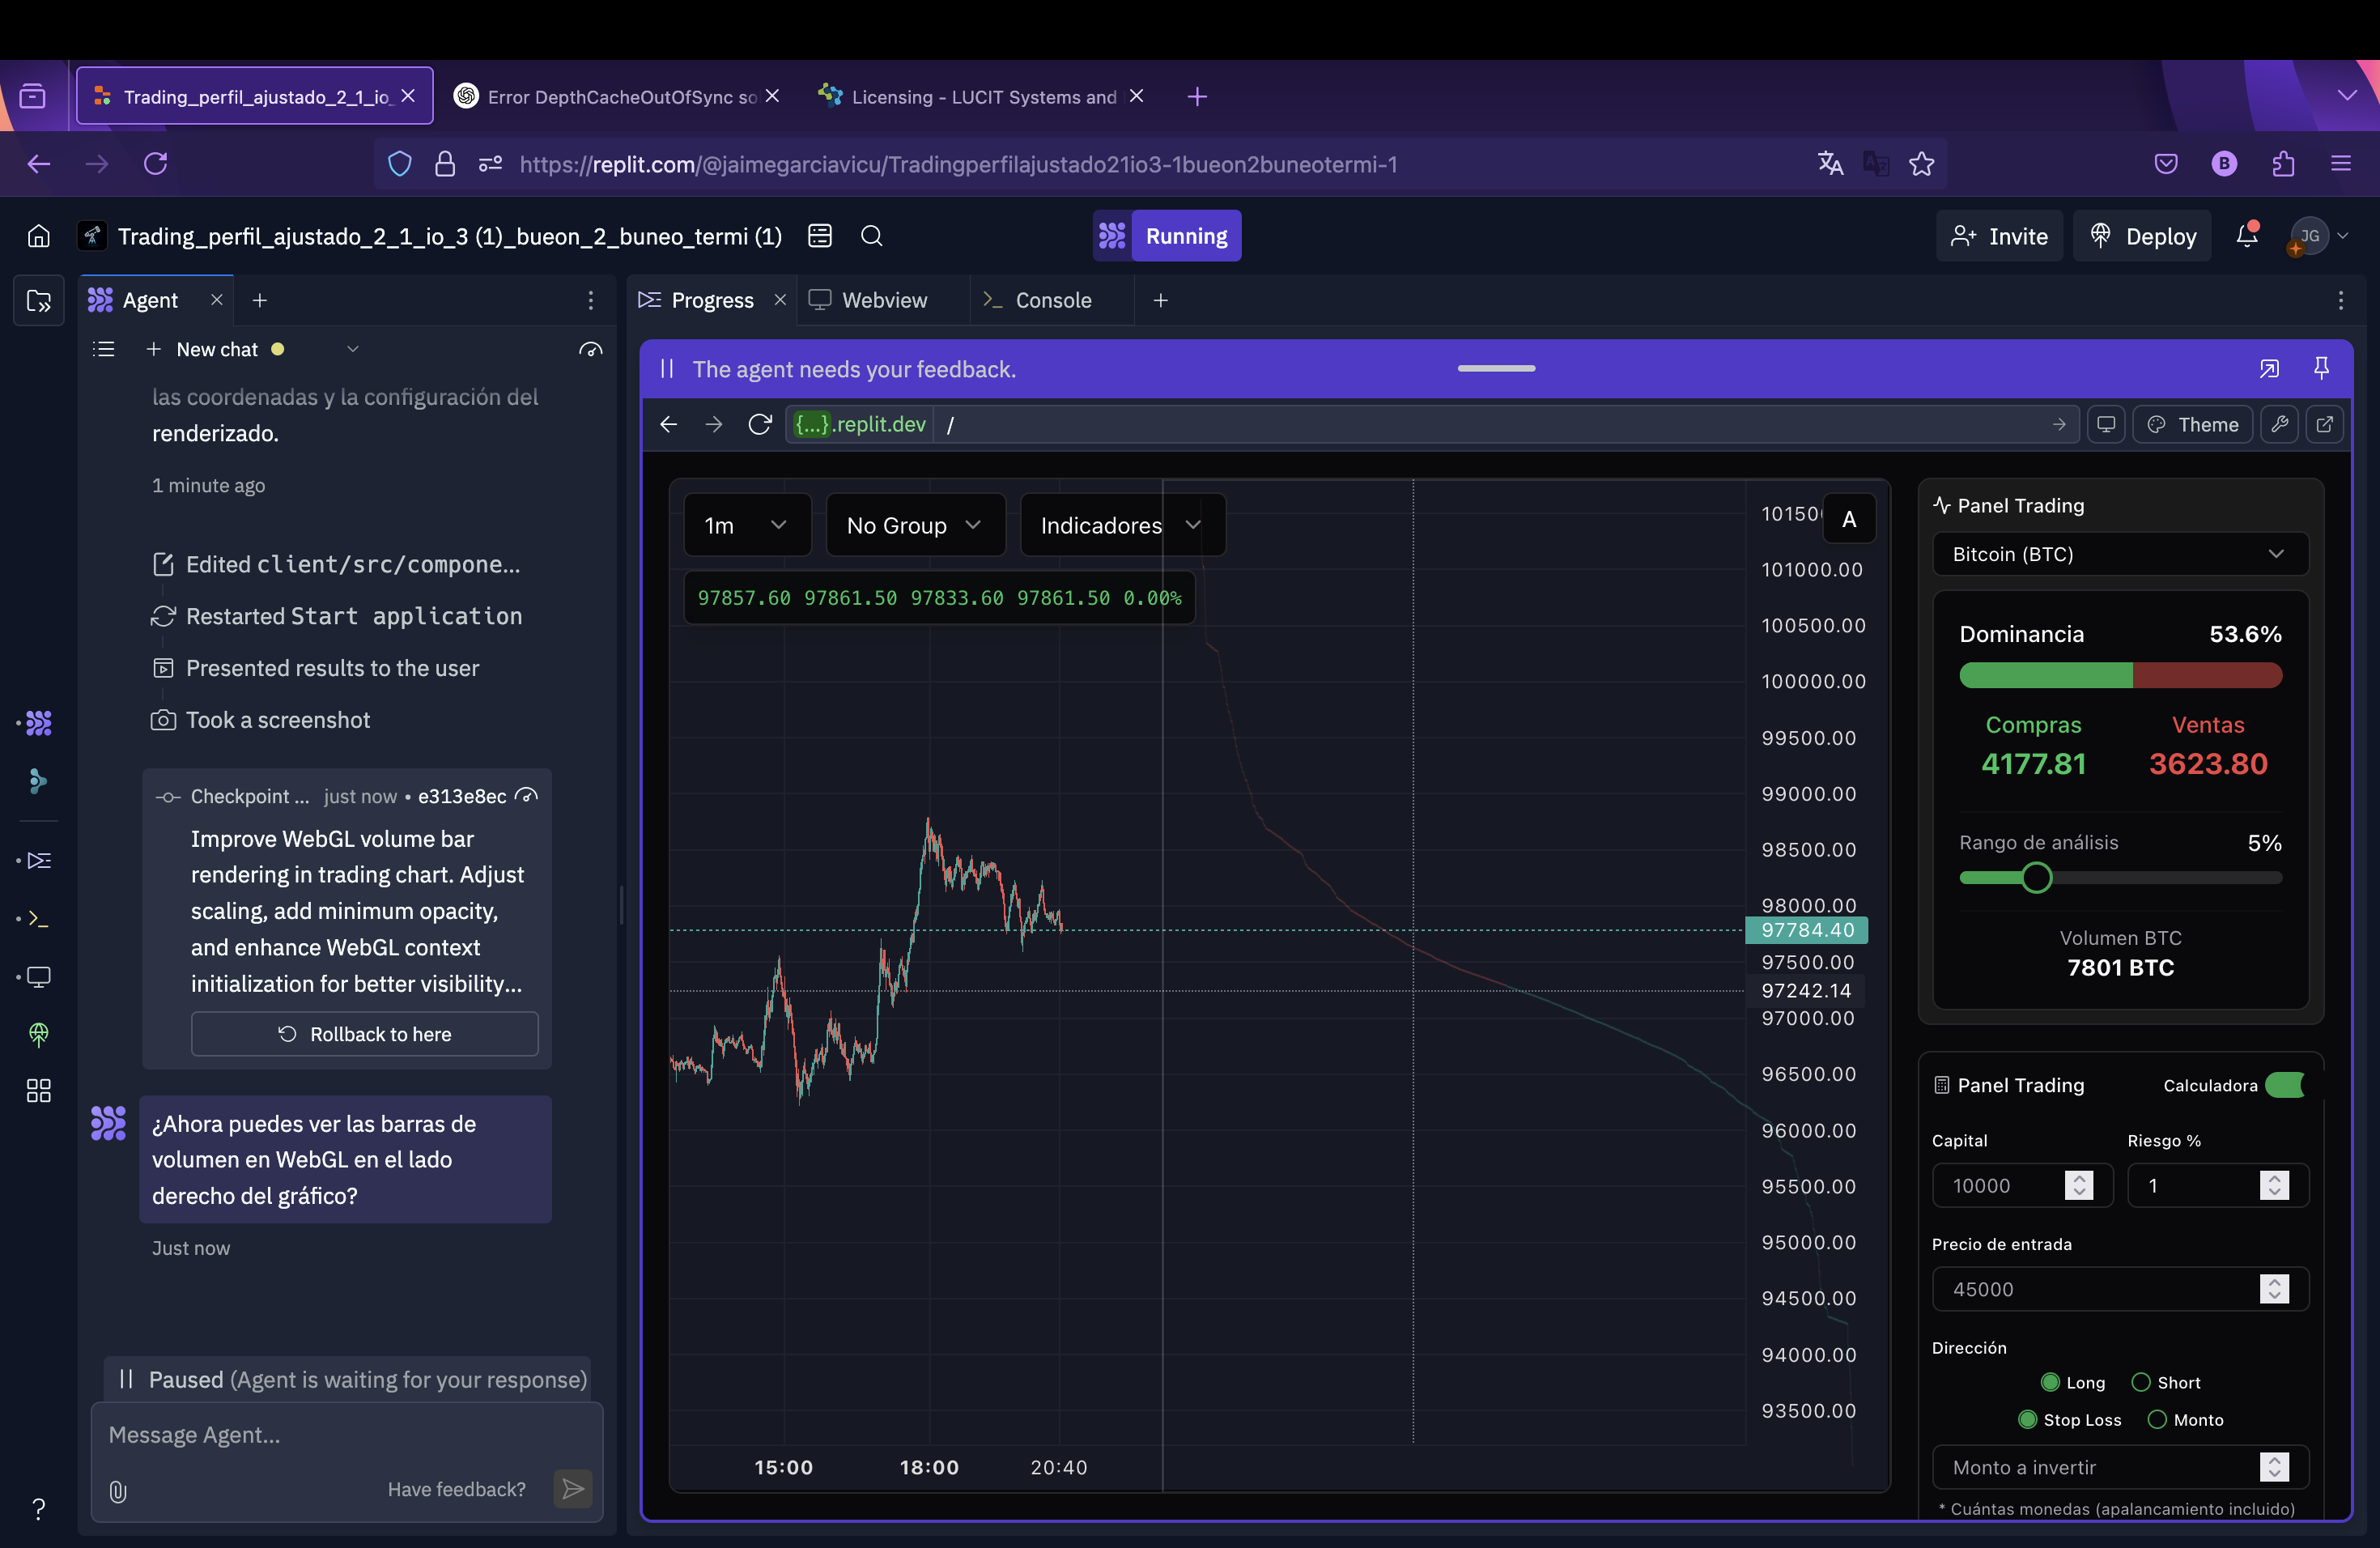 Trading_perfil_ajustado_2_1_io_
Error DepthCacheOutOfSync so
Licensing - LUCIT Systems and
https://replit.com/@jaimegarciavicu/Tradingperfilajustado21io3-1bueon2buneotermi-1
B
Trading_perfil_ajustado_2_1_io_3 (1)_bueon_2_buneo_termi (1)
Running
Invite
Deploy
JG
Agent
Progress
Webview
Console
New chat
las coordenadas y la configuración del
renderizado.
1 minute ago
Edited client/src/compone...
Restarted Start application
Presented results to the user
Took a screenshot
Checkpoint ... just now • e313e8ec
Improve WebGL volume bar
rendering in trading chart. Adjust
scaling, add minimum opacity,
and enhance WebGL context
initialization for better visibility...
Rollback to here
¿Ahora puedes ver las barras de
volumen en WebGL en el lado
derecho del gráfico?
Just now
Paused (Agent is waiting for your response)
Message Agent...
Have feedback?
?
The agent needs your feedback.
{...}.replit.dev /
Theme
1m
No Group
Indicadores
A
97857.60 97861.50 97833.60 97861.50 0.00%
10150
101000.00
100500.00
100000.00
99500.00
99000.00
98500.00
98000.00
97784.40
97500.00
97242.14
97000.00
96500.00
96000.00
95500.00
95000.00
94500.00
94000.00
93500.00
15:00
18:00
20:40
Panel Trading
Bitcoin (BTC)
Dominancia 53.6%
Compras Ventas
4177.81 3623.80
Rango de análisis 5%
Volumen BTC
7801 BTC
Panel Trading Calculadora
Capital Riesgo %
10000 1
Precio de entrada
45000
Dirección
Long Short
Stop Loss Monto
Monto a invertir
* Cuántas monedas (apalancamiento incluido)